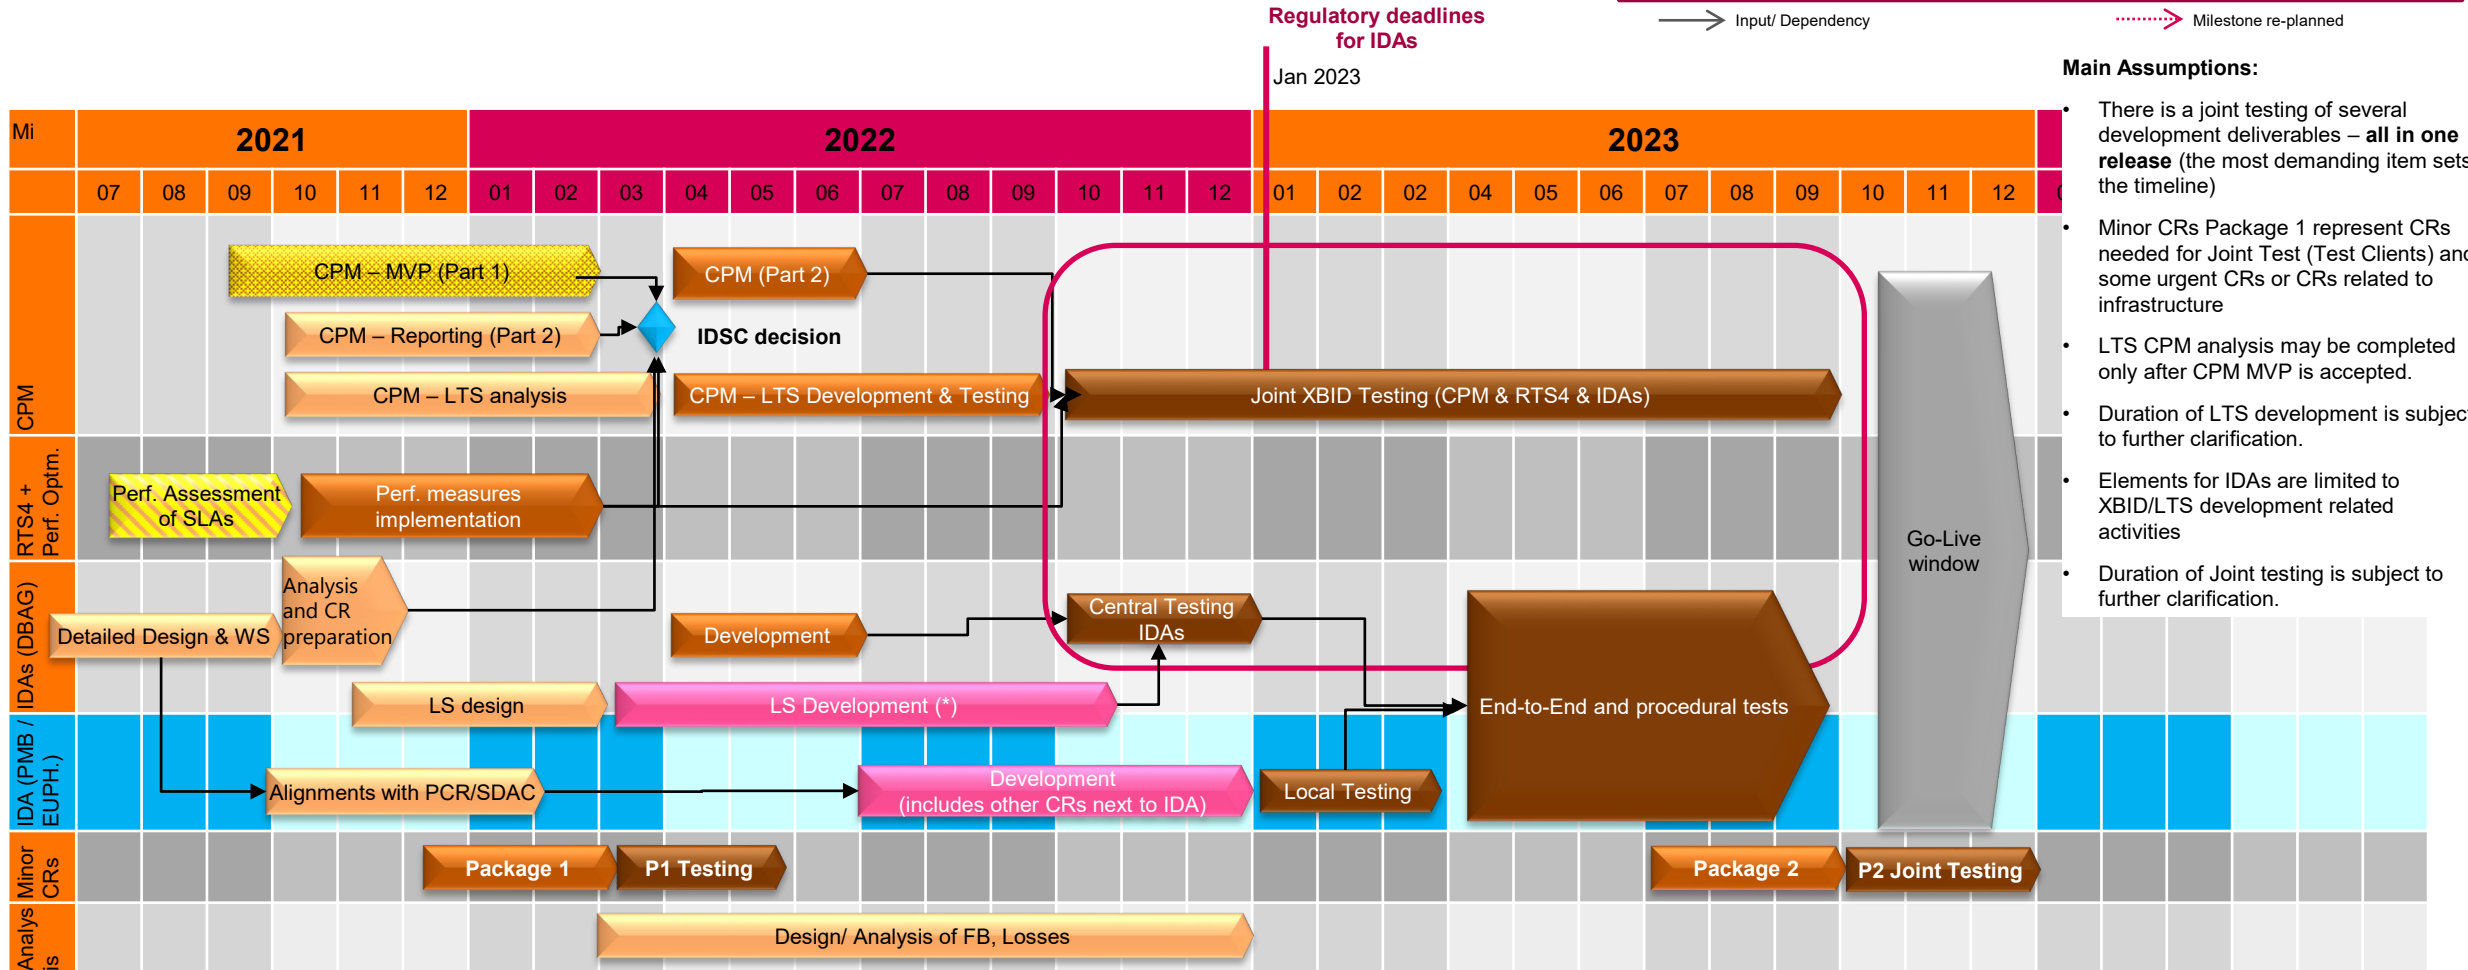 Regulatory deadlines
for IDAs
Jan 2023
Input/ Dependency
Milestone re-planned
Main Assumptions:
• There is a joint testing of several
development deliverables – all in one
release (the most demanding item sets
the timeline)
• Minor CRs Package 1 represent CRs
needed for Joint Test (Test Clients) and
some urgent CRs or CRs related to
infrastructure
• LTS CPM analysis may be completed
only after CPM MVP is accepted.
• Duration of LTS development is subject
to further clarification.
• Elements for IDAs are limited to
XBID/LTS development related
activities
• Duration of Joint testing is subject to
further clarification.
Mi
2021
2022
2023
07 08 09 10 11 12 01 02 03 04 05 06 07 08 09 10 11 12 01 02 02 04 05 06 07 08 09 10 11 12
CPM
CPM – MVP (Part 1)
CPM (Part 2)
CPM – Reporting (Part 2)
IDSC decision
CPM – LTS analysis
CPM – LTS Development & Testing
Joint XBID Testing (CPM & RTS4 & IDAs)
RTS4 +
Perf. Optm.
Perf. Assessment
of SLAs
Perf. measures
implementation
Go-Live
window
IDAs (DBAG)
Detailed Design & WS
Analysis
and CR
preparation
Development
Central Testing
IDAs
LS design
LS Development (*)
End-to-End and procedural tests
IDA (PMB /
EUPH.)
Alignments with PCR/SDAC
Development
(includes other CRs next to IDA)
Local Testing
Minor
CRs
Package 1
P1 Testing
Package 2
P2 Joint Testing
Analys
is
Design/ Analysis of FB, Losses